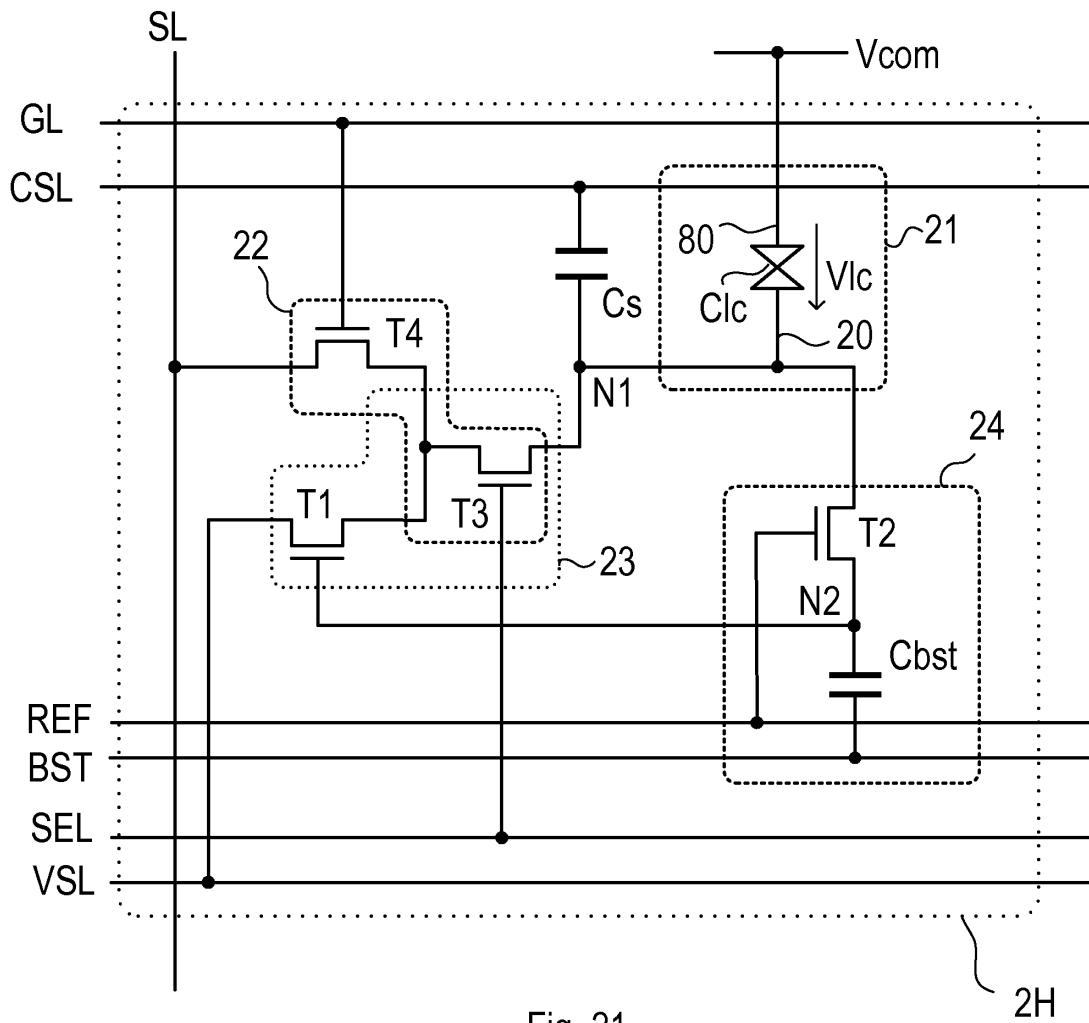 SL
Vcom
GL
CSL
22
80
21
Vlc
Clc
Cs
20
T4
N1
24
T1
T3
T2
23
N2
Cbst
REF
BST
SEL
VSL
2H
Fig. 21